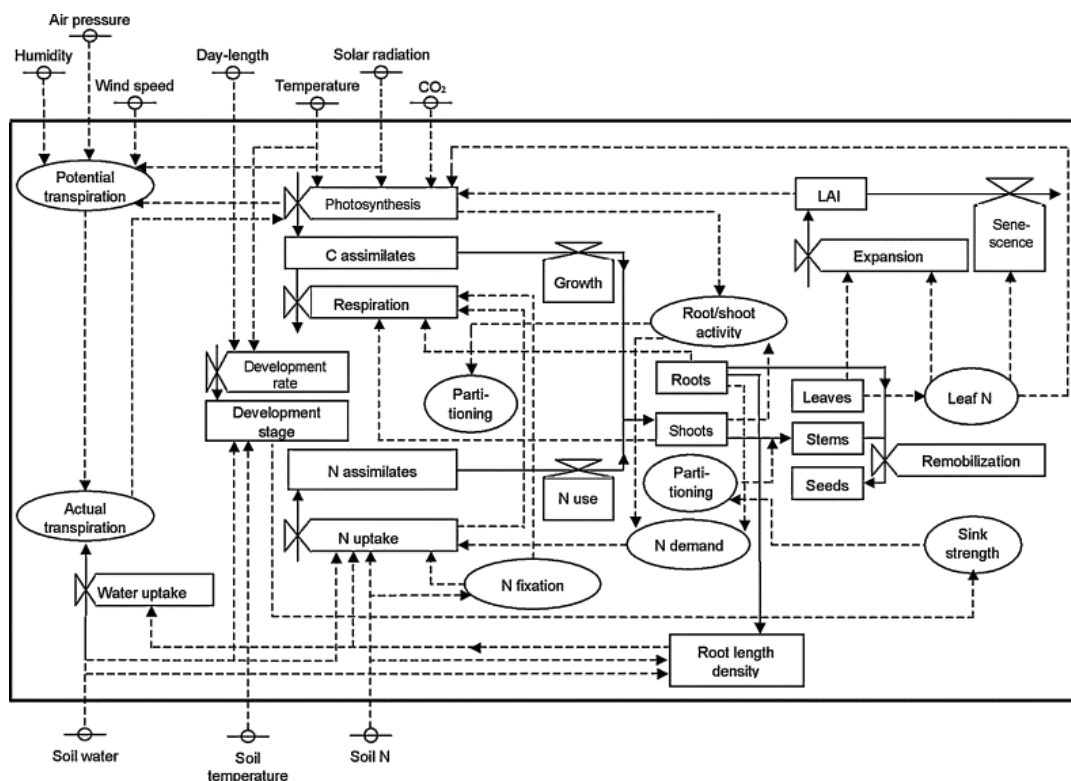 Air pressure
Humidity
Day-length
Solar radiation
Wind speed
Temperature
CO₂
Potential
transpiration
Photosynthesis
LAI
Sene-
scence
C assimilates
Expansion
Growth
Respiration
Root/shoot
activity
Development
rate
Roots
Parti-
tioning
Leaves
Leaf N
Development
stage
Shoots
Stems
N assimilates
Remobilization
Parti-
tioning
Seeds
N use
Actual
transpiration
N uptake
N demand
Sink
strength
N fixation
Water uptake
Root length
density
Soil water
Soil
temperature
Soil N